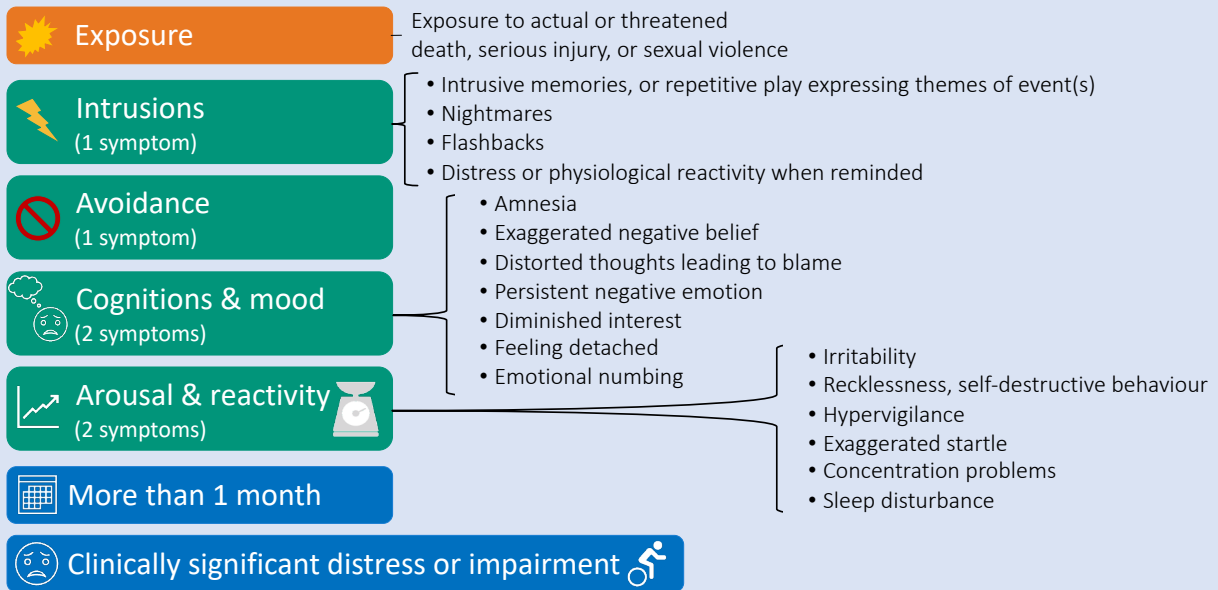 Exposure
Exposure to actual or threatened
death, serious injury, or sexual violence
Intrusions
(1 symptom)
• Intrusive memories, or repetitive play expressing themes of event(s)
• Nightmares
• Flashbacks
• Distress or physiological reactivity when reminded
Avoidance
(1 symptom)
Cognitions & mood
(2 symptoms)
• Amnesia
• Exaggerated negative belief
• Distorted thoughts leading to blame
• Persistent negative emotion
• Diminished interest
• Feeling detached
• Emotional numbing
Arousal & reactivity
(2 symptoms)
• Irritability
• Recklessness, self-destructive behaviour
• Hypervigilance
• Exaggerated startle
• Concentration problems
• Sleep disturbance
More than 1 month
Clinically significant distress or impairment